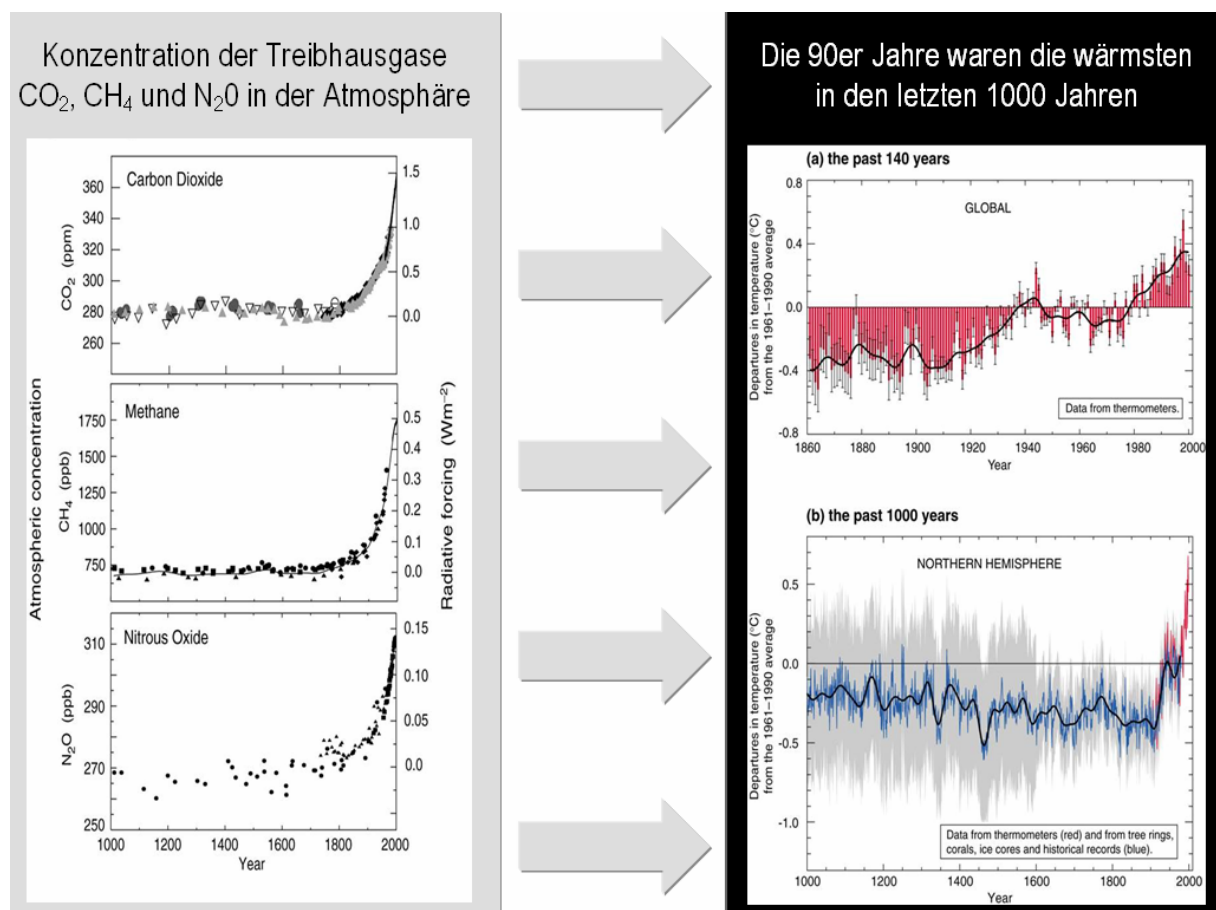 Konzentration der Treibhausgase
CO₂, CH₄ und N₂0 in der Atmosphäre
Carbon Dioxide
360
340
320
300
280
260
CO₂ (ppm)
1.5
1.0
0.5
0.0
Methane
1750
1500
1250
1000
750
500
CH₄ (ppb)
0.5
0.4
0.3
0.2
0.1
0.0
Atmospheric concentration
Radiative forcing (Wm⁻²)
Nitrous Oxide
310
290
270
250
N₂O (ppb)
0.15
0.10
0.05
0.0
1000 1200 1400 1600 1800 2000
Year
Die 90er Jahre waren die wärmsten
in den letzten 1000 Jahren
(a) the past 140 years
GLOBAL
0.8
0.4
0.0
-0.4
-0.8
Departures in temperature (°C)
from the 1961–1990 average
Data from thermometers.
1860 1880 1900 1920 1940 1960 1980 2000
Year
(b) the past 1000 years
NORTHERN HEMISPHERE
0.5
0.0
-0.5
-1.0
Departures in temperature (°C)
from the 1961–1990 average
Data from thermometers (red) and from tree rings,
corals, ice cores and historical records (blue).
1000 1200 1400 1600 1800 2000
Year